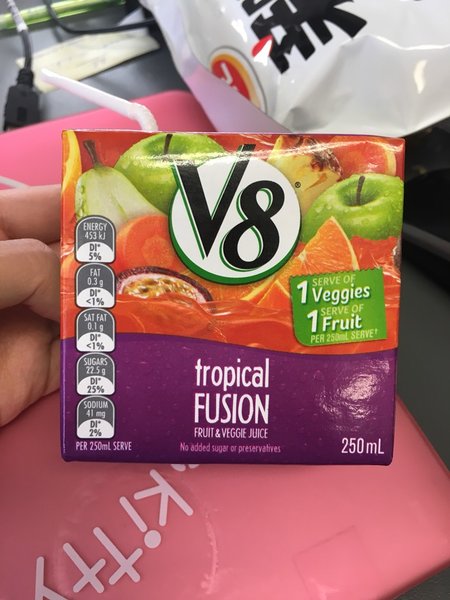 V8®
ENERGY
453 kJ
DI*
5%
FAT
0.3 g
DI*
<1%
SAT FAT
0.1 g
DI*
<1%
SUGARS
22.5 g
DI*
25%
SODIUM
41 mg
DI*
2%
PER 250mL SERVE
1 SERVE OF
Veggies
1 SERVE OF
Fruit
PER 250mL SERVE†
tropical
FUSION
FRUIT & VEGGIE JUICE
No added sugar or preservatives
250 mL
kitty